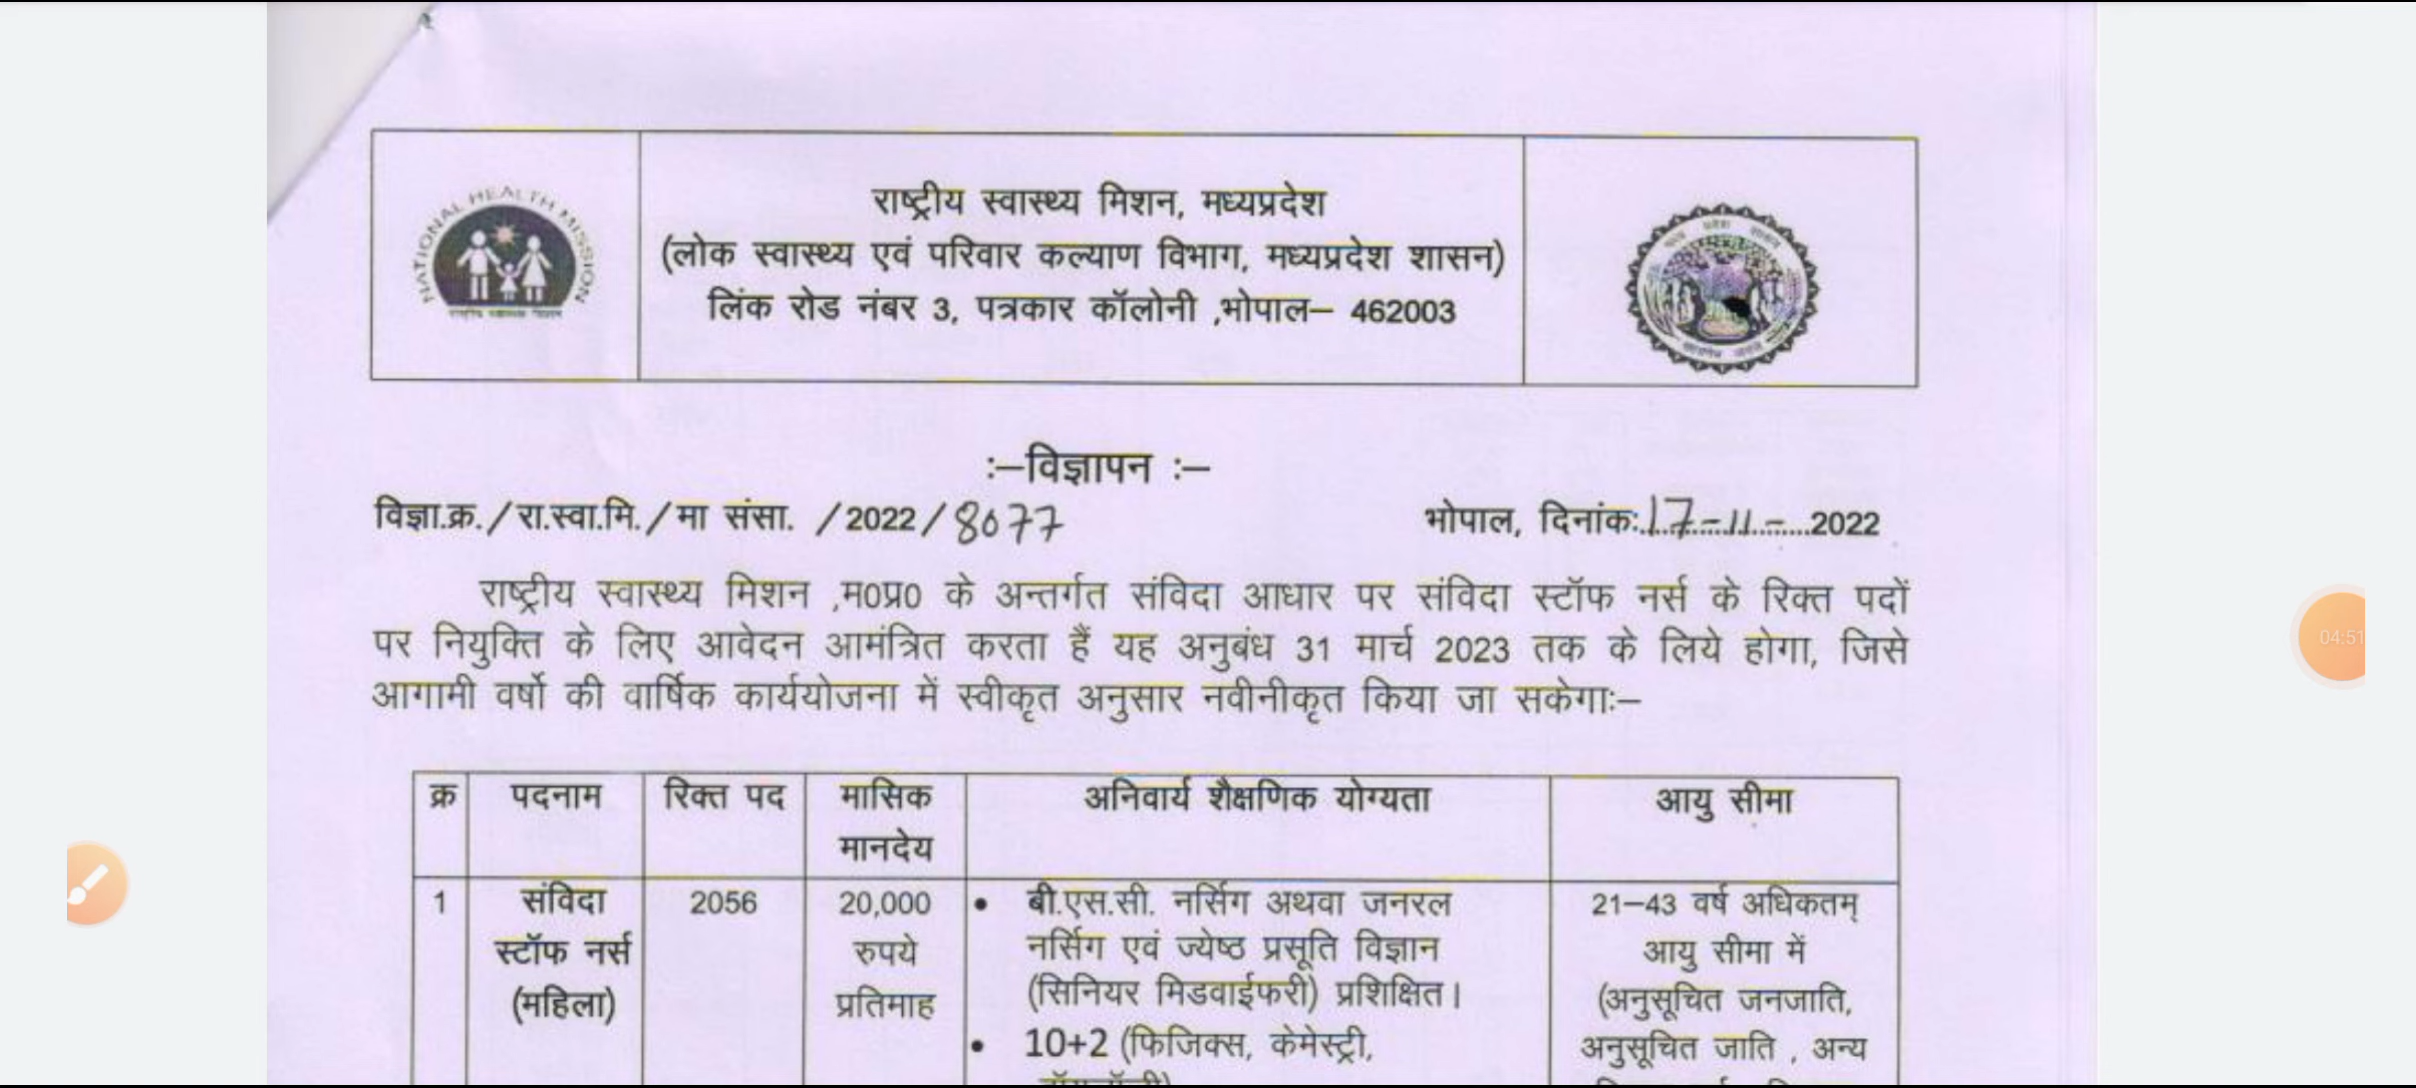 NATIONAL HEALTH MISSION
राष्ट्रीय स्वास्थ्य मिशन, मध्यप्रदेश
(लोक स्वास्थ्य एवं परिवार कल्याण विभाग, मध्यप्रदेश शासन)
लिंक रोड नंबर 3, पत्रकार कॉलोनी ,भोपाल– 462003
:–विज्ञापन :–
विज्ञा.क्र./रा.स्वा.मि./मा संसा. /2022/8077 भोपाल, दिनांक:17-11-2022
राष्ट्रीय स्वास्थ्य मिशन ,म0प्र0 के अन्तर्गत संविदा आधार पर संविदा स्टॉफ नर्स के रिक्त पदों
पर नियुक्ति के लिए आवेदन आमंत्रित करता हैं यह अनुबंध 31 मार्च 2023 तक के लिये होगा, जिसे
आगामी वर्षो की वार्षिक कार्ययोजना में स्वीकृत अनुसार नवीनीकृत किया जा सकेगाः–
क्र पदनाम रिक्त पद मासिक अनिवार्य शैक्षणिक योग्यता आयु सीमा
मानदेय
1 संविदा 2056 20,000 • बी.एस.सी. नर्सिग अथवा जनरल 21–43 वर्ष अधिकतम्
स्टॉफ नर्स रुपये नर्सिग एवं ज्येष्ठ प्रसूति विज्ञान आयु सीमा में
(महिला) प्रतिमाह (सिनियर मिडवाईफरी) प्रशिक्षित। (अनुसूचित जनजाति,
• 10+2 (फिजिक्स, केमेस्ट्री, अनुसूचित जाति , अन्य
04:51